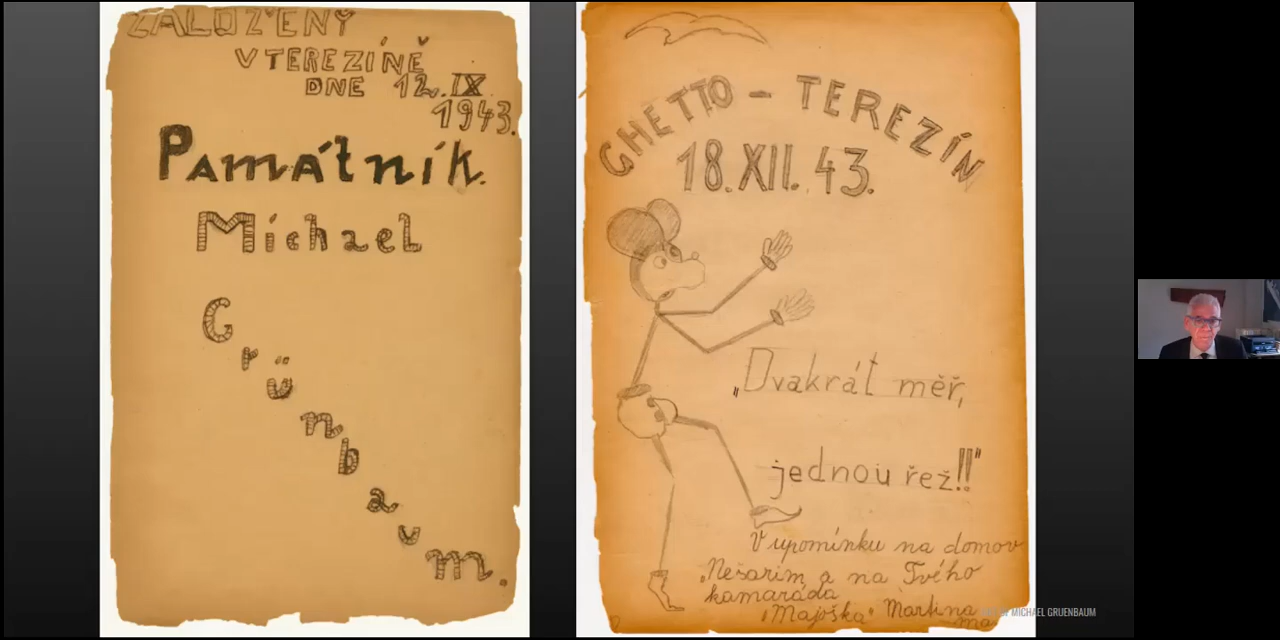 ZALOŽENÝ
V TEREZÍNĚ
DNE 12.IX.
1943.
Památník.
Michael
Grünbaum.
GHETTO – TEREZÍN
18.XII.43.
„Dvakrát měř,
jednou řež!!"
V upomínku na domov
„Nešarim a na Tvého
kamaráda
„Majoška" Martina
MICHAEL GRUENBAUM